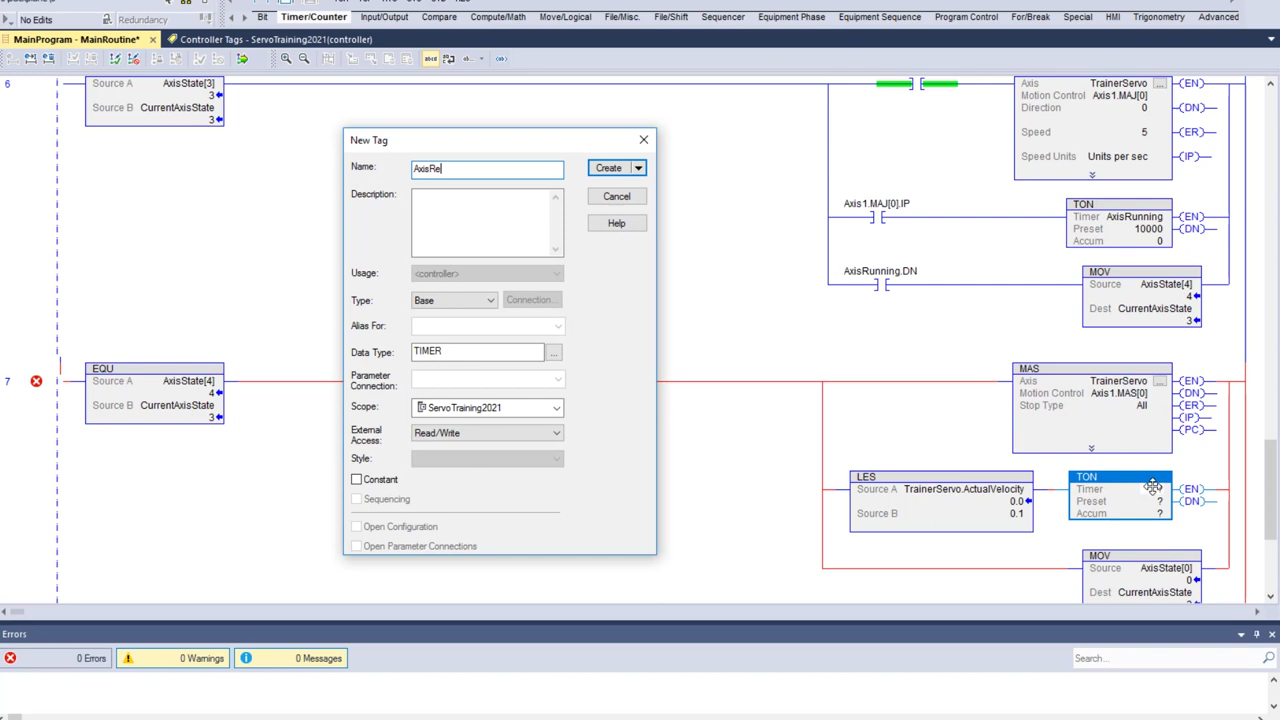 No Edits
Redundancy
Bit Timer/Counter Input/Output Compare Compute/Math Move/Logical File/Misc. File/Shift Sequencer Equipment Phase Equipment Sequence Program Control For/Break Special HMI Trigonometry Advanced
MainProgram - MainRoutine*
Controller Tags - ServoTraining2021(controller)
6
Source A AxisState[3]
3
Source B CurrentAxisState
3
Axis TrainerServo ... (EN)
Motion Control Axis1.MAJ[0]
Direction 0 (DN)
Speed 5 (ER)
Speed Units Units per sec (IP)
Axis1.MAJ[0].IP
TON
Timer AxisRunning (EN)
Preset 10000 (DN)
Accum 0
AxisRunning.DN
MOV
Source AxisState[4]
4
Dest CurrentAxisState
3
New Tag
Name: AxisRe
Create
Description:
Cancel
Help
Usage: <controller>
Type: Base
Connection...
Alias For:
Data Type: TIMER
...
Parameter
Connection:
Scope: ServoTraining2021
External
Access: Read/Write
Style:
Constant
Sequencing
Open Configuration
Open Parameter Connections
7
EQU
Source A AxisState[4]
4
Source B CurrentAxisState
3
MAS
Axis TrainerServo ... (EN)
Motion Control Axis1.MAS[0] (DN)
Stop Type All (ER)
(IP)
(PC)
LES
Source A TrainerServo.ActualVelocity
0.0
Source B 0.1
TON
Timer (EN)
Preset ? (DN)
Accum ?
MOV
Source AxisState[0]
0
Dest CurrentAxisState
Errors
0 Errors
0 Warnings
0 Messages
Search...